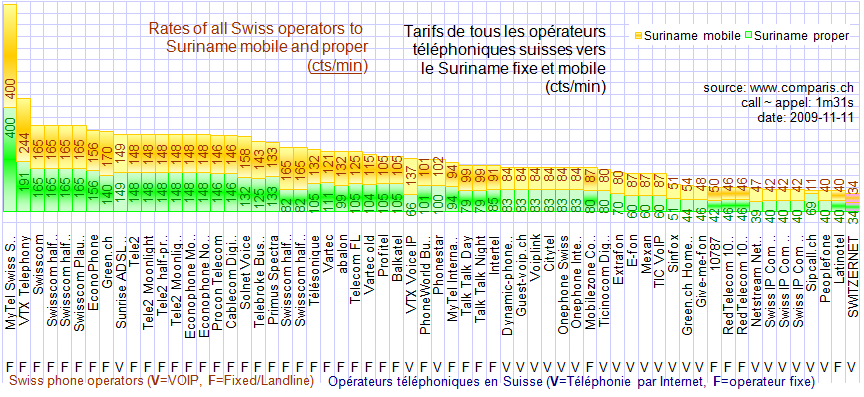 Rates of all Swiss operators to
Suriname mobile and proper
(cts/min)
Tarifs de tous les opérateurs
téléphoniques suisses vers
le Suriname fixe et mobile
(cts/min)
Suriname mobile
Suriname proper
source: www.comparis.ch
call ~ appel: 1m31s
date: 2009-11-11
400 244 165 165 165 165 156 170 149 148 148 148 148 148 148 146 146 158 143 133 165 165 132 121 132 125 115 105 105 137 101 102 94 99 99 91 84 84 84 84 84 84 87 80 80 87 87 87 54 48 50 46 46 47 42 42 42 11 40 40 34
400 191 165 165 165 165 156 140 149 148 148 148 148 148 148 146 146 132 125 133 82 82 105 111 99 105 104 105 105 66 101 100 94 79 79 85 83 83 83 83 83 83 80 80 70 60 60 60 51 44 42 46 46 39 40 40 40 69 40 40 34
MyTel Swiss S...
VTX Telephony
Swisscom
Swisscom half...
Swisscom half...
Swisscom Plau...
EconoPhone
Green.ch
Sunrise ADSL...
Tele2
Tele2 Moonlight
Tele2 half-pr...
Tele2 Moonlig...
Econophone Mo...
Econophone No...
Procon Telecom
Cablecom Digi...
Solnet Voice
Telebroke Bus...
Primus Spectra
Swisscom half...
Swisscom half...
Télésonique
Vartec
abalon
Telecom FL
Vartec old
Profitel
Balkatel
VTX Voice IP
PhoneWorld Bu...
Phonestar
MyTel Interna...
Talk Talk Day
Talk Talk Night
Intertel
Dynamic-phone...
Guest-voip.ch
Voiplink
Citytel
Onephone Swiss
Onephone Inte...
Mobilezone Co...
Ticinocom Dig...
Extrafon
E-fon
Mexan
TIC VoIP
Sinfox
Green.ch Home...
Give-me-five
10787
RedTelecom 10...
RedTelecom 10...
Netstream Net...
Swiss IP Com ...
Swiss IP Com ...
Swiss IP Com ...
Sipcall.ch
Peoplefone
Latinotel
SWITZERNET
F F F F F F F F V F F F F F F F F V F F F F F F F F F F F V F V F F F F V V V V V V F V V V V V V V V F F F V V V V V V F V
Swiss phone operators (V=VOIP, F=Fixed/Landline)
Opérateurs téléphoniques en Suisse (V=Téléphonie par Internet, F=operateur fixe)